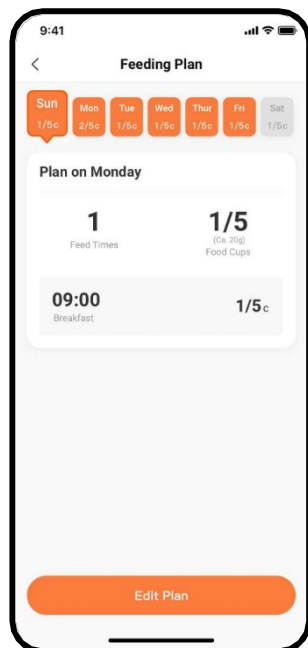 9:41
Feeding Plan
Sun Mon Tue Wed Thur Fri Sat
1/5c 2/5c 1/5c 1/5c 1/5c 1/5c 1/5c
Plan on Monday
1 1/5
(Ca. 20g)
Feed Times Food Cups
09:00 1/5 c
Breakfast
Edit Plan